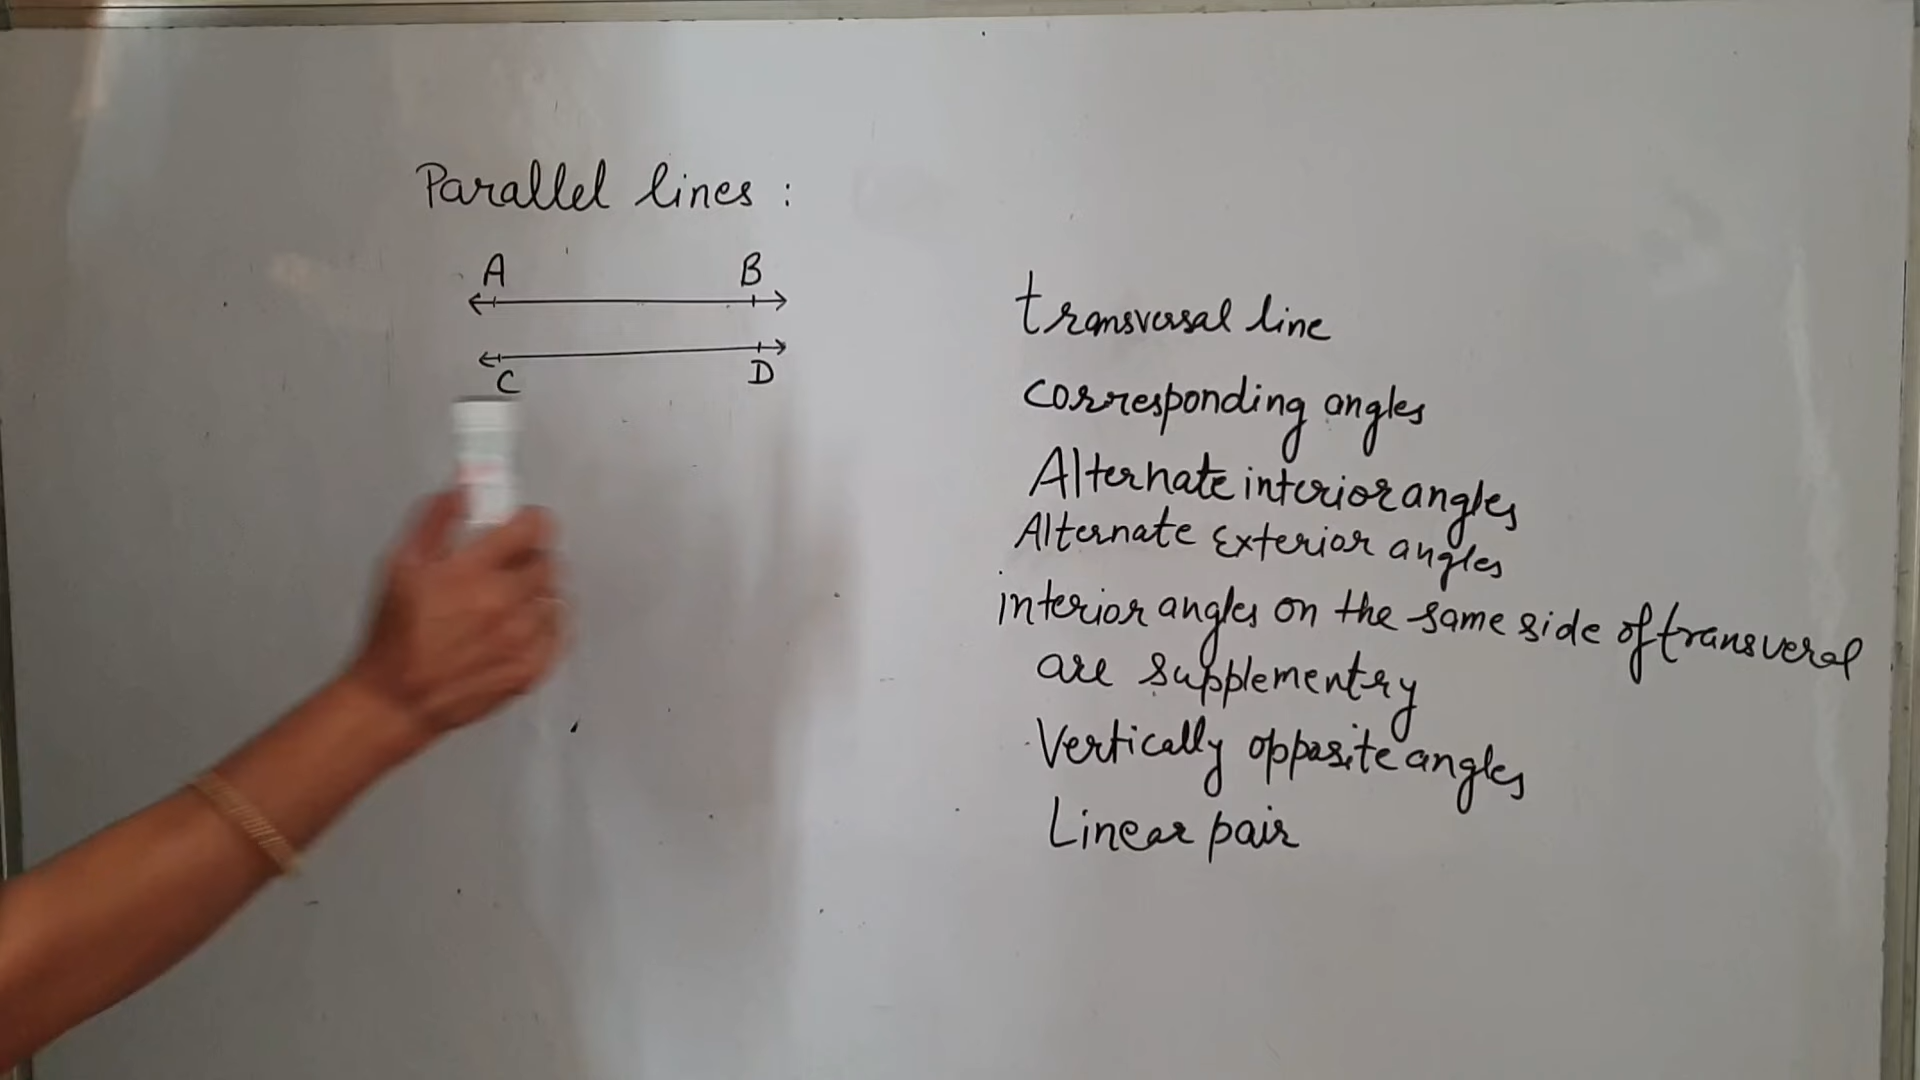 Parallel lines :
A B
C D
transversal line
corresponding angles
Alternate interior angles
Alternate Exterior angles
interior angles on the same side of transveral
are supplementry
Vertically opposite angles
Linear pair